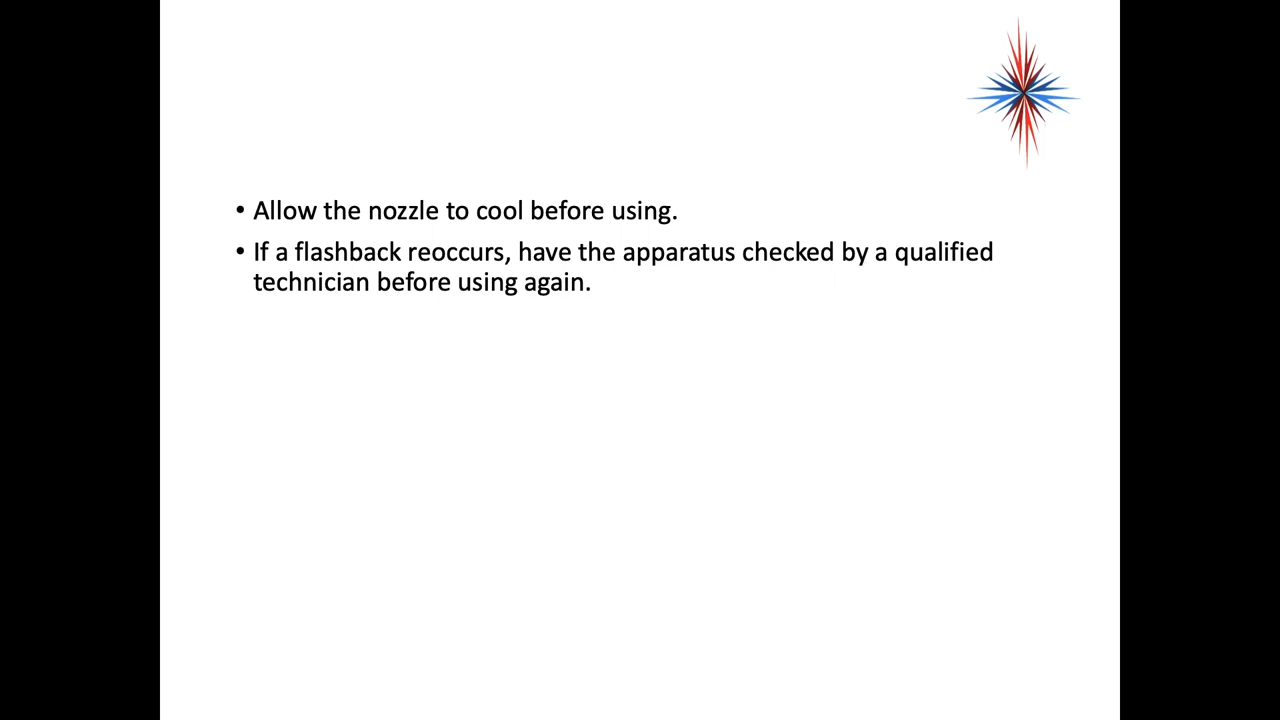 • Allow the nozzle to cool before using.
• If a flashback reoccurs, have the apparatus checked by a qualified
technician before using again.